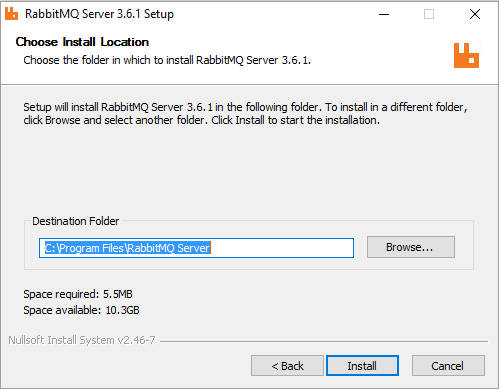 RabbitMQ Server 3.6.1 Setup
Choose Install Location
Choose the folder in which to install RabbitMQ Server 3.6.1.
Setup will install RabbitMQ Server 3.6.1 in the following folder. To install in a different folder,
click Browse and select another folder. Click Install to start the installation.
Destination Folder
C:\Program Files\RabbitMQ Server
Browse...
Space required: 5.5MB
Space available: 10.3GB
Nullsoft Install System v2.46-7
< Back
Install
Cancel